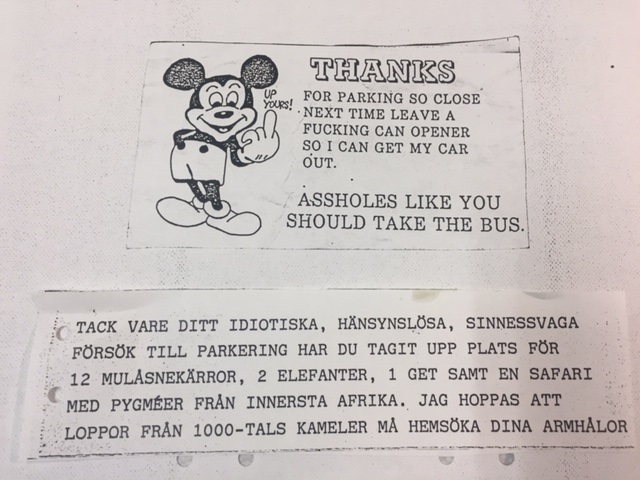 THANKS
UP
YOURS!
FOR PARKING SO CLOSE
NEXT TIME LEAVE A
FUCKING CAN OPENER
SO I CAN GET MY CAR
OUT.
ASSHOLES LIKE YOU
SHOULD TAKE THE BUS.
TACK VARE DITT IDIOTISKA, HÄNSYNSLÖSA, SINNESSVAGA
FÖRSÖK TILL PARKERING HAR DU TAGIT UPP PLATS FÖR
12 MULÅSNEKÄRROR, 2 ELEFANTER, 1 GET SAMT EN SAFARI
MED PYGMÉER FRÅN INNERSTA AFRIKA. JAG HOPPAS ATT
LOPPOR FRÅN 1000-TALS KAMELER MÅ HEMSÖKA DINA ARMHÅLOR